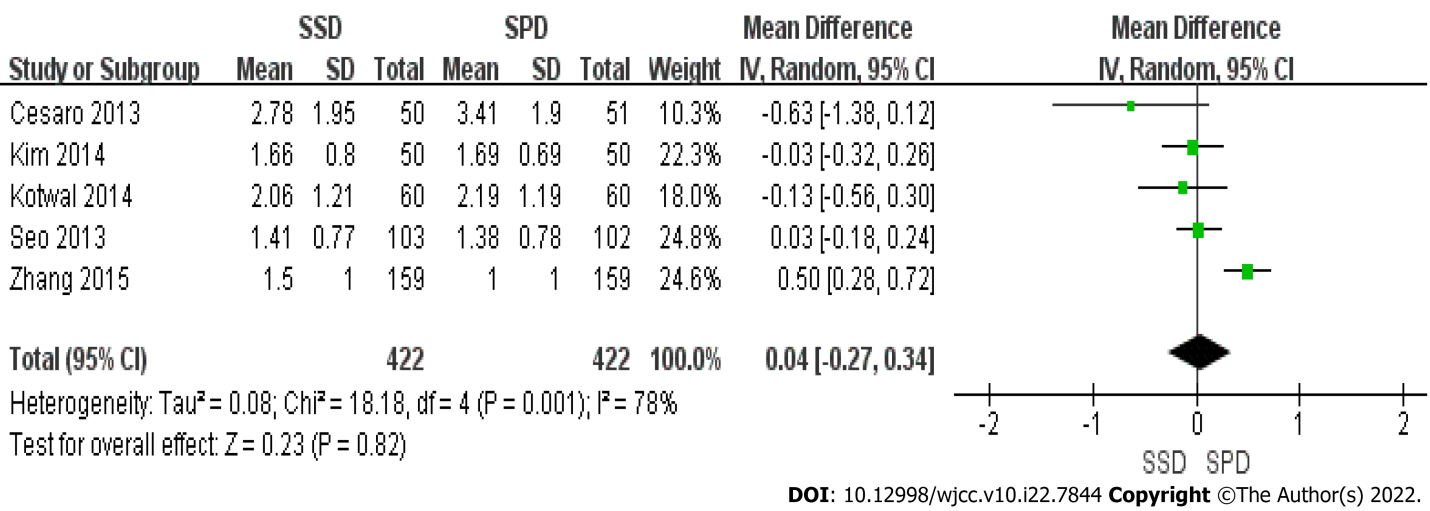 SSD SPD Mean Difference Mean Difference
Study or Subgroup Mean SD Total Mean SD Total Weight IV, Random, 95% CI IV, Random, 95% CI
Cesaro 2013 2.78 1.95 50 3.41 1.9 51 10.3% -0.63 [-1.38, 0.12]
Kim 2014 1.66 0.8 50 1.69 0.69 50 22.3% -0.03 [-0.32, 0.26]
Kotwal 2014 2.06 1.21 60 2.19 1.19 60 18.0% -0.13 [-0.56, 0.30]
Seo 2013 1.41 0.77 103 1.38 0.78 102 24.8% 0.03 [-0.18, 0.24]
Zhang 2015 1.5 1 159 1 1 159 24.6% 0.50 [0.28, 0.72]
Total (95% CI) 422 422 100.0% 0.04 [-0.27, 0.34]
Heterogeneity: Tau² = 0.08; Chi² = 18.18, df = 4 (P = 0.001); I² = 78%
Test for overall effect: Z = 0.23 (P = 0.82)
-2 -1 0 1 2
SSD SPD
DOI: 10.12998/wjcc.v10.i22.7844 Copyright ©The Author(s) 2022.